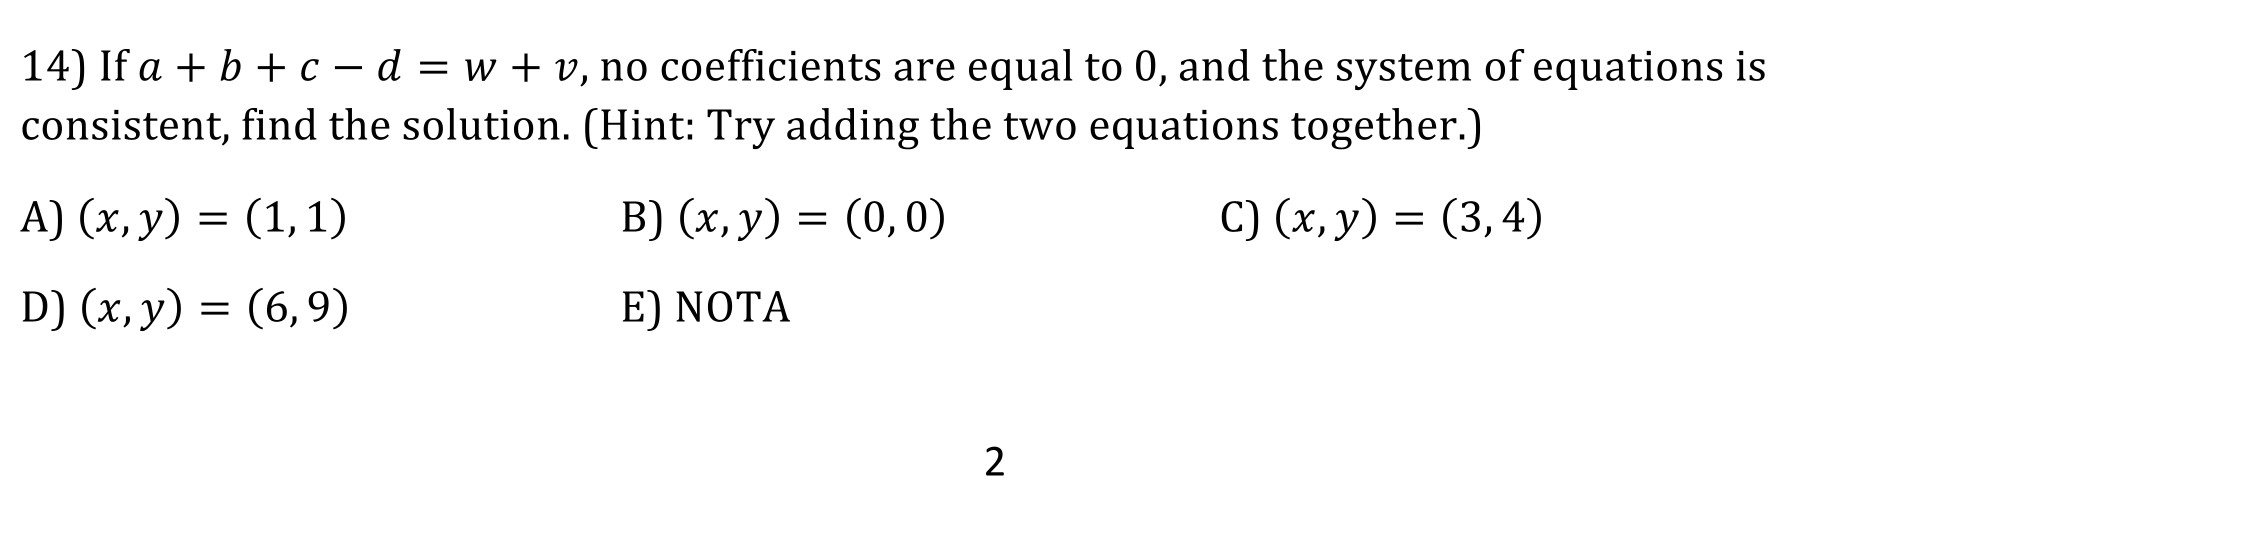 14) If a + b + c − d = w + v, no coefficients are equal to 0, and the system of equations is
consistent, find the solution. (Hint: Try adding the two equations together.)
A) (x, y) = (1, 1) B) (x, y) = (0, 0) C) (x, y) = (3, 4)
D) (x, y) = (6, 9) E) NOTA
2